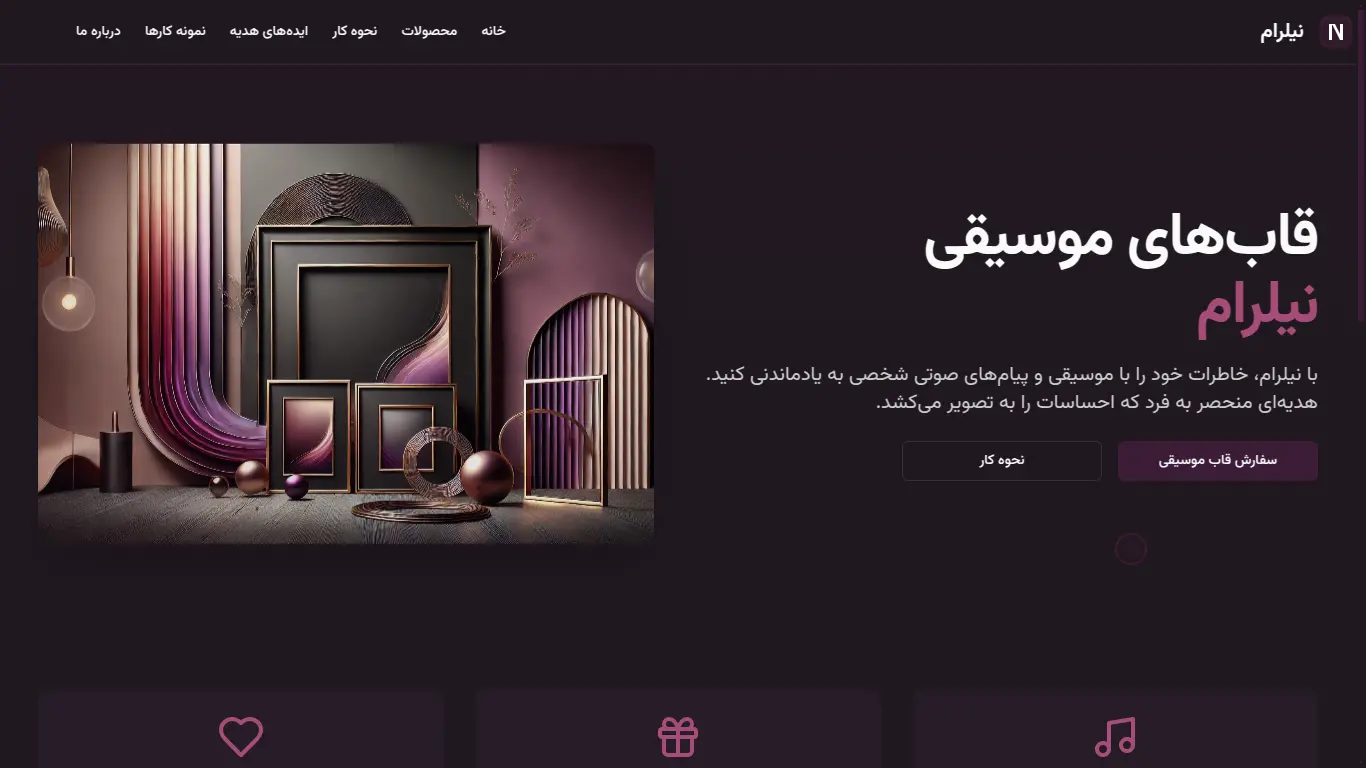 N
نیلرام
خانه
محصولات
نحوه کار
ایده‌های هدیه
نمونه کارها
درباره ما
قاب‌های موسیقی
نیلرام
با نیلرام، خاطرات خود را با موسیقی و پیام‌های صوتی شخصی به یادماندنی کنید.
هدیه‌ای منحصر به فرد که احساسات را به تصویر می‌کشد.
سفارش قاب موسیقی
نحوه کار